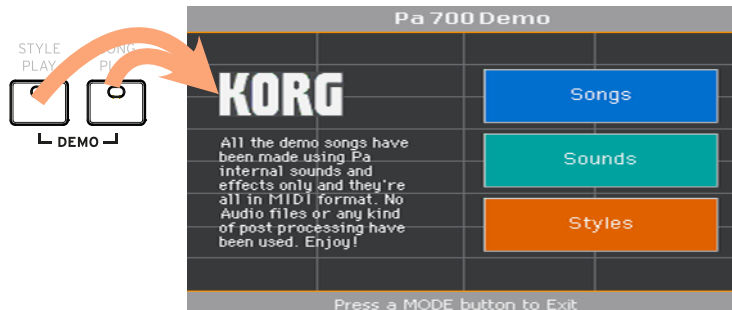 Pa 700 Demo
STYLE
PLAY
SONG
KORG
Songs
DEMO
All the demo songs have
been made using Pa
internal sounds and
effects only and they're
all in MIDI format. No
Audio files or any kind
of post processing have
been used. Enjoy!
Sounds
Styles
Press a MODE button to Exit